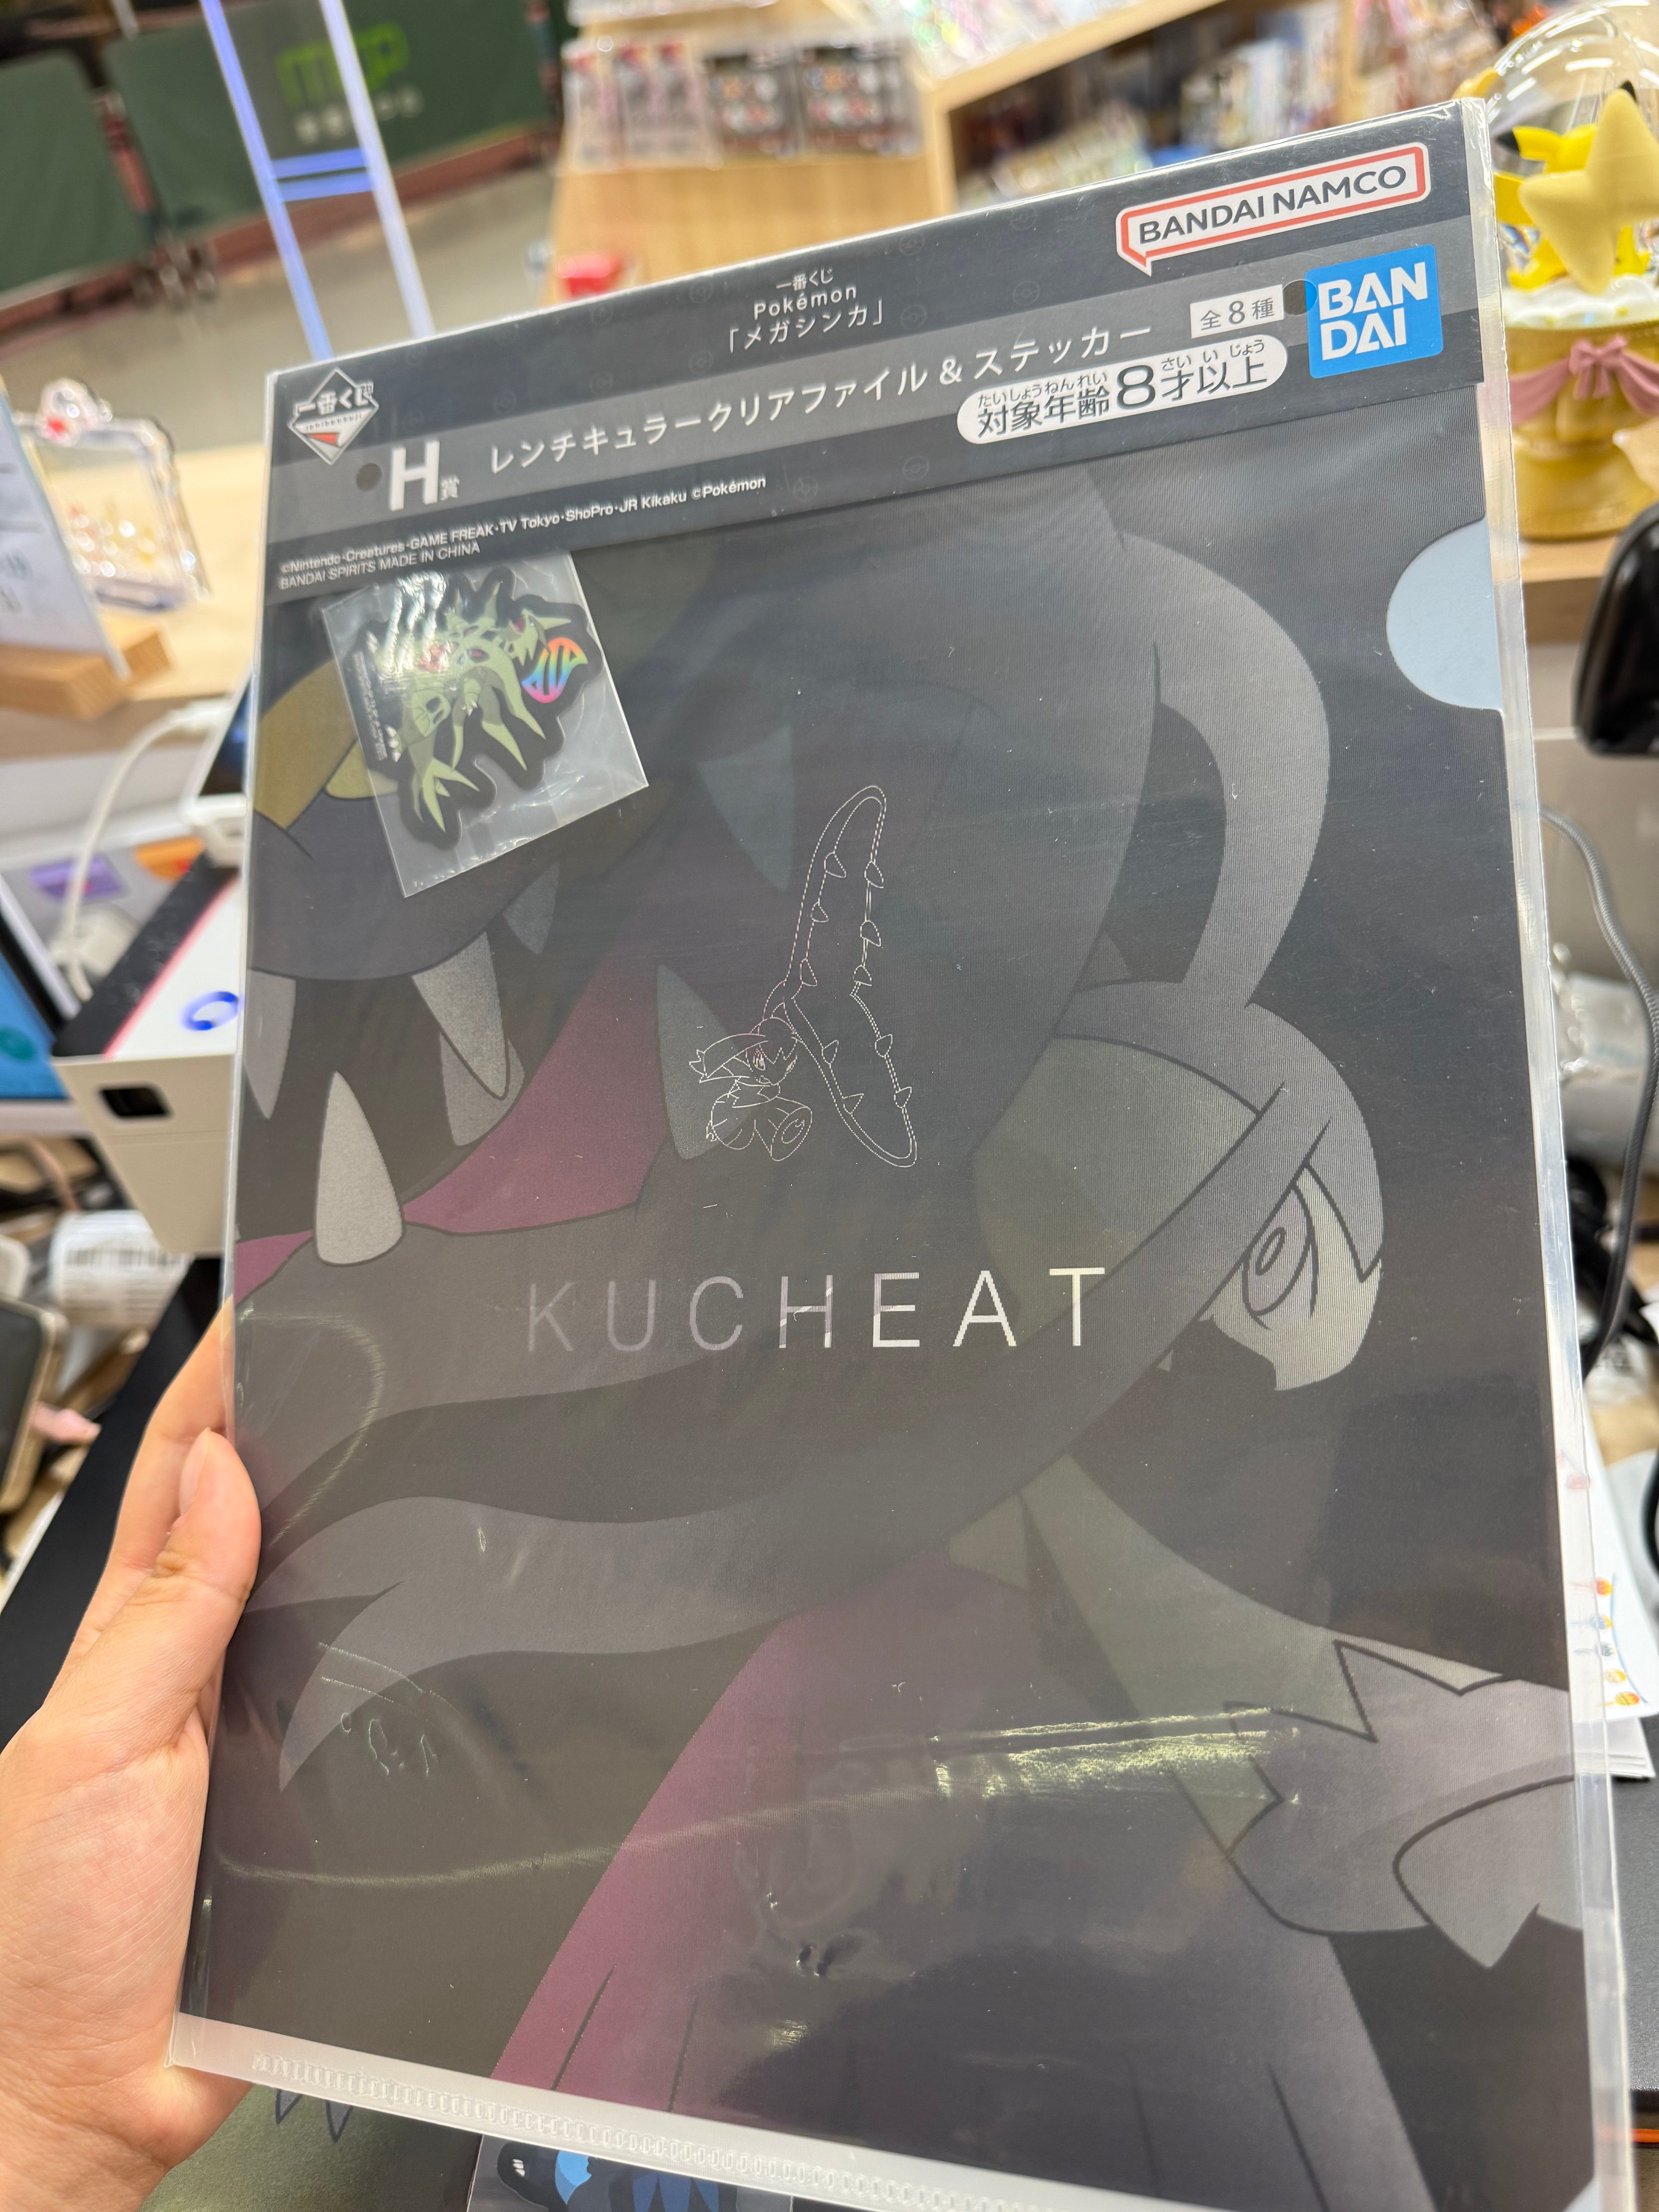 BANDAI NAMCO
一番くじ
Pokémon
「メガシンカ」
全8種
BAN
DAI
一番くじ
H賞
レンチキュラークリアファイル&ステッカー
たいしょうねんれい さい い じょう
対象年齢8才以上
©Nintendo・Creatures・GAME FREAK・TV Tokyo・ShoPro・JR Kikaku ©Pokémon
BANDAI SPIRITS MADE IN CHINA
KUCHEAT